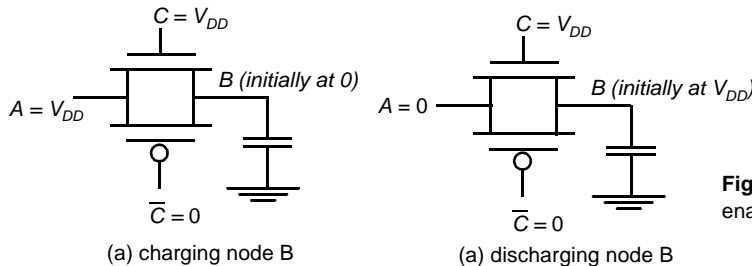 C = V_DD
A = V_DD
B (initially at 0)
C̅ = 0
(a) charging node B
C = V_DD
A = 0
B (initially at V_DD)
C̅ = 0
(a) discharging node B
Fig
ena